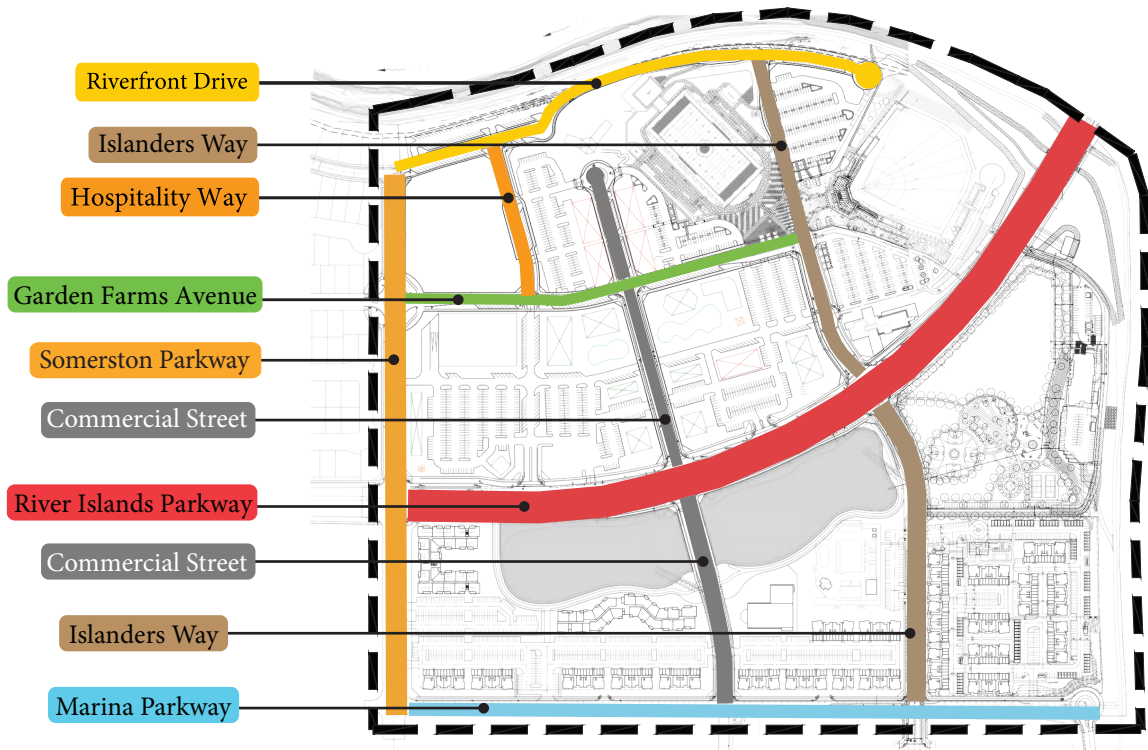 Riverfront Drive
Islanders Way
Hospitality Way
Garden Farms Avenue
Somerston Parkway
Commercial Street
River Islands Parkway
Commercial Street
Islanders Way
Marina Parkway